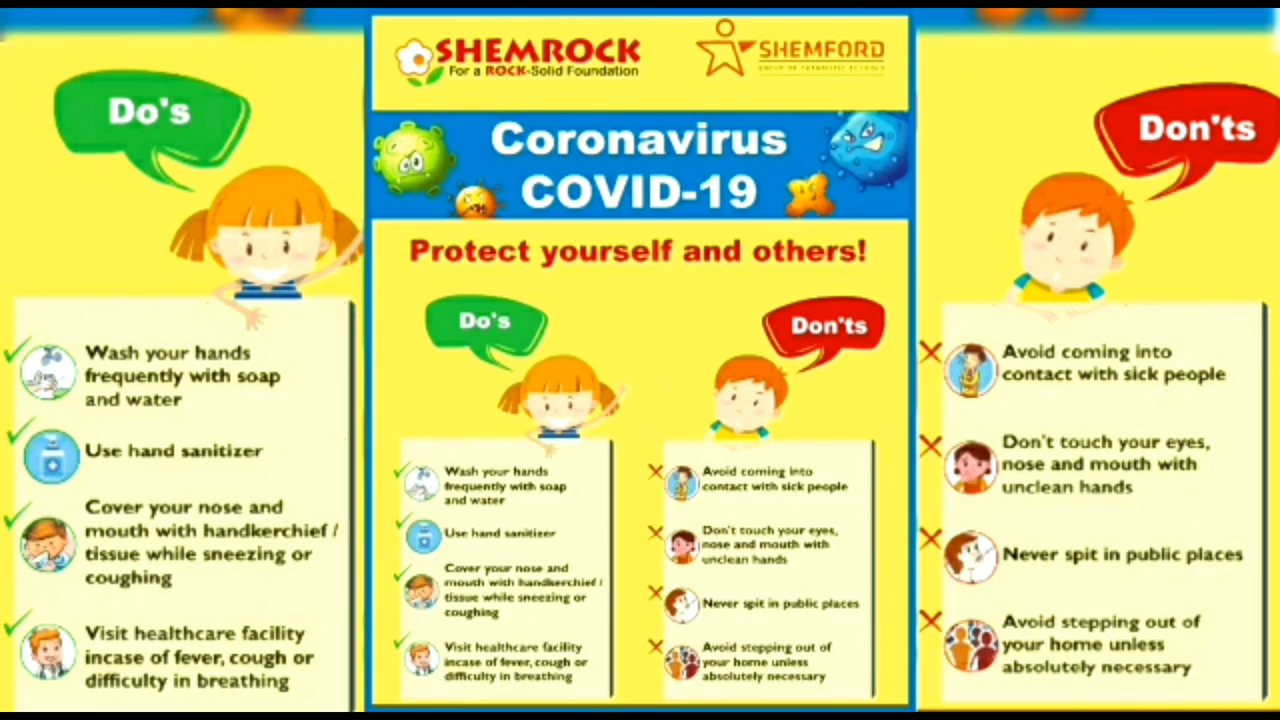 Do's
Wash your hands
frequently with soap
and water
Use hand sanitizer
Cover your nose and
mouth with handkerchief /
tissue while sneezing or
coughing
Visit healthcare facility
incase of fever, cough or
difficulty in breathing
SHEMROCK
For a ROCK-Solid Foundation
SHEMFORD
Coronavirus
COVID-19
Protect yourself and others!
Do's
Wash your hands
frequently with soap
and water
Use hand sanitizer
Cover your nose and
mouth with handkerchief /
tissue while sneezing or
coughing
Visit healthcare facility
incase of fever, cough or
difficulty in breathing
Don'ts
Avoid coming into
contact with sick people
Don't touch your eyes,
nose and mouth with
unclean hands
Never spit in public places
Avoid stepping out of
your home unless
absolutely necessary
Don'ts
Avoid coming into
contact with sick people
Don't touch your eyes,
nose and mouth with
unclean hands
Never spit in public places
Avoid stepping out of
your home unless
absolutely necessary